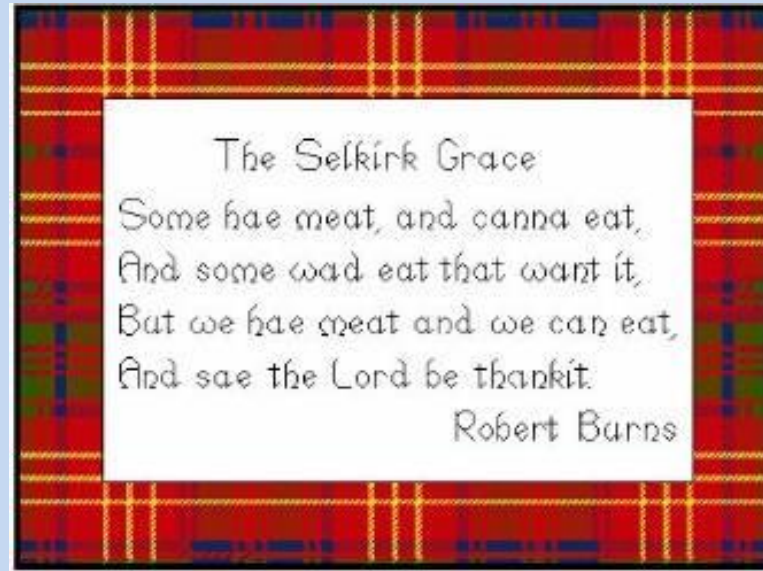 The Selkirk Grace
Some hae meat, and canna eat,
And some wad eat that want it,
But we hae meat and we can eat,
And sae the Lord be thankit.
Robert Burns